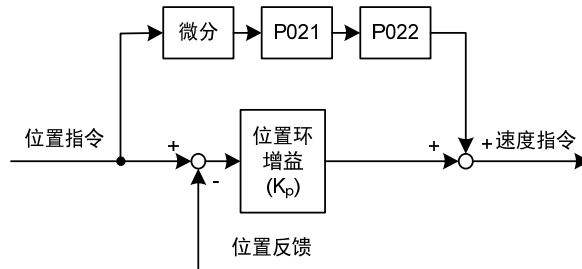 微分
P021
P022
位置指令
+
-
位置环
增益
(Kp)
+
+
速度指令
位置反馈